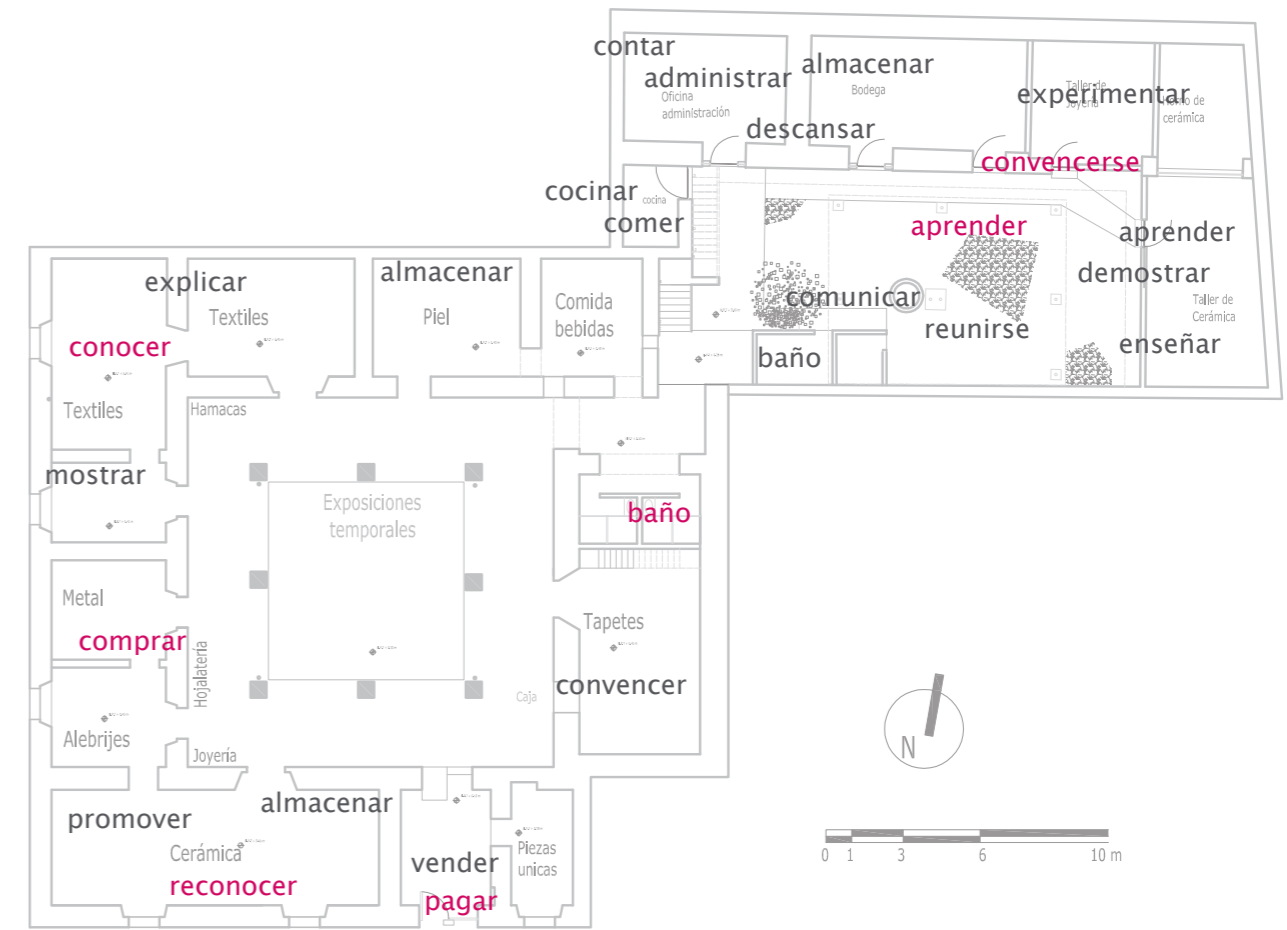 contar
administrar
Oficina
administración
almacenar
Bodega
experimentar
Taller de
Joyería
Horno de
cerámica
descansar
convencerse
cocinar
cocina
comer
aprender
aprender
demostrar
Taller de
Cerámica
enseñar
comunicar
reunirse
baño
explicar
Textiles
almacenar
Piel
Comida
bebidas
conocer
Textiles
Hamacas
mostrar
Exposiciones
temporales
baño
Metal
comprar
Hojalatería
Tapetes
convencer
Caja
Alebrijes
Joyería
promover
almacenar
Cerámica
reconocer
vender
pagar
Piezas
unicas
N
0 1 3 6 10 m